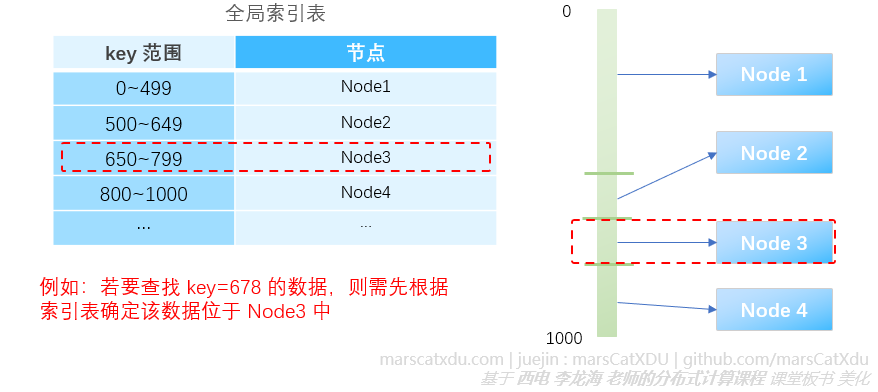 全局索引表
key 范围 节点
0~499 Node1
500~649 Node2
650~799 Node3
800~1000 Node4
... ...
例如：若要查找 key=678 的数据，则需先根据
索引表确定该数据位于 Node3 中
0
Node 1
Node 2
Node 3
Node 4
1000
marscatxdu.com | juejin : marsCatXDU | github.com/marsCatXdu
基于 西电 李龙海 老师的分布式计算课程 课堂板书 美化